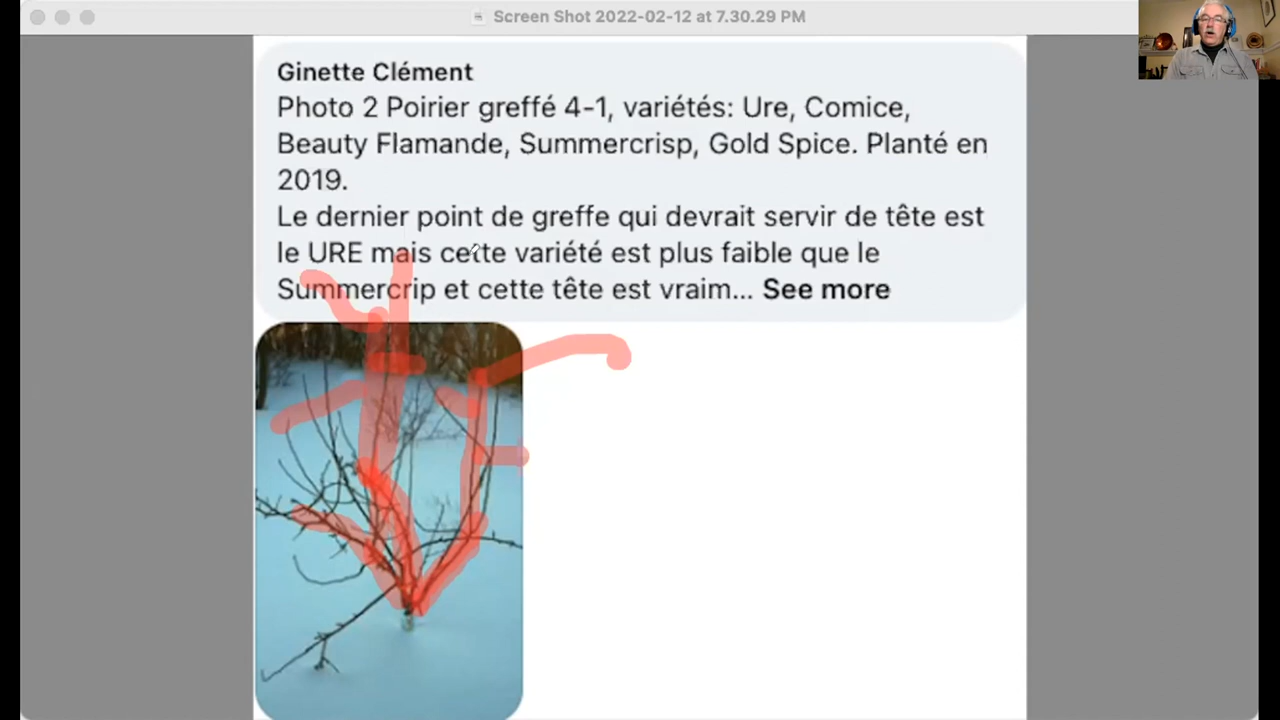 Screen Shot 2022-02-12 at 7.30.29 PM
Ginette Clément
Photo 2 Poirier greffé 4-1, variétés: Ure, Comice,
Beauty Flamande, Summercrisp, Gold Spice. Planté en
2019.
Le dernier point de greffe qui devrait servir de tête est
le URE mais cette variété est plus faible que le
Summercrip et cette tête est vraim... See more